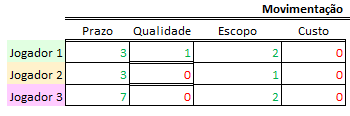 Movimentação
Prazo Qualidade Escopo Custo
Jogador 1 3 1 2 0
Jogador 2 3 0 1 0
Jogador 3 7 0 2 0